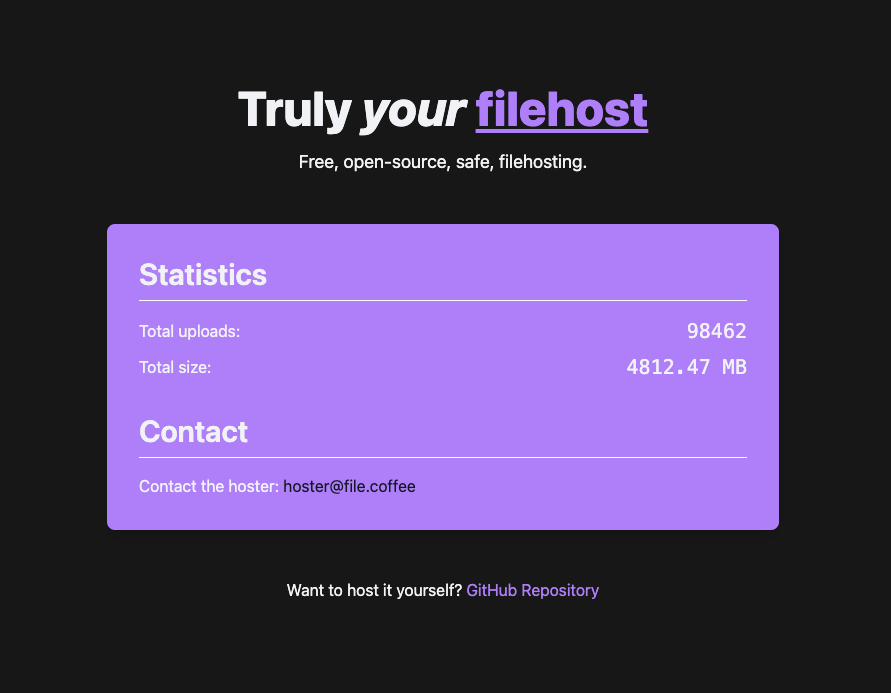 Truly your filehost
Free, open-source, safe, filehosting.
Statistics
Total uploads: 98462
Total size: 4812.47 MB
Contact
Contact the hoster: hoster@file.coffee
Want to host it yourself? GitHub Repository